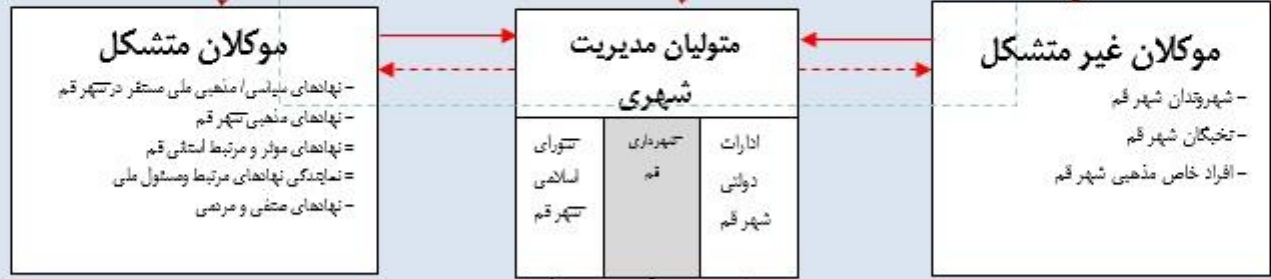 موکلان غیر متشکل
- شهروندان شهر قم
- نخبگان شهر قم
- افراد خاص مذهبی شهر قم
متولیان مدیریت
شهری
ادارات
دولتی
شهر قم
شهرداری
قم
شورای
اسلامی
شهر قم
موکلان متشکل
- نهادهای سیاسی/ مذهبی ملی مستقر در شهر قم
- نهادهای مذهبی شهر قم
= نهادهای موثر و مرتبط استانی قم
= نمایندگی نهادهای مرتبط ومسئول ملی
- نهادهای صنفی و مردمی